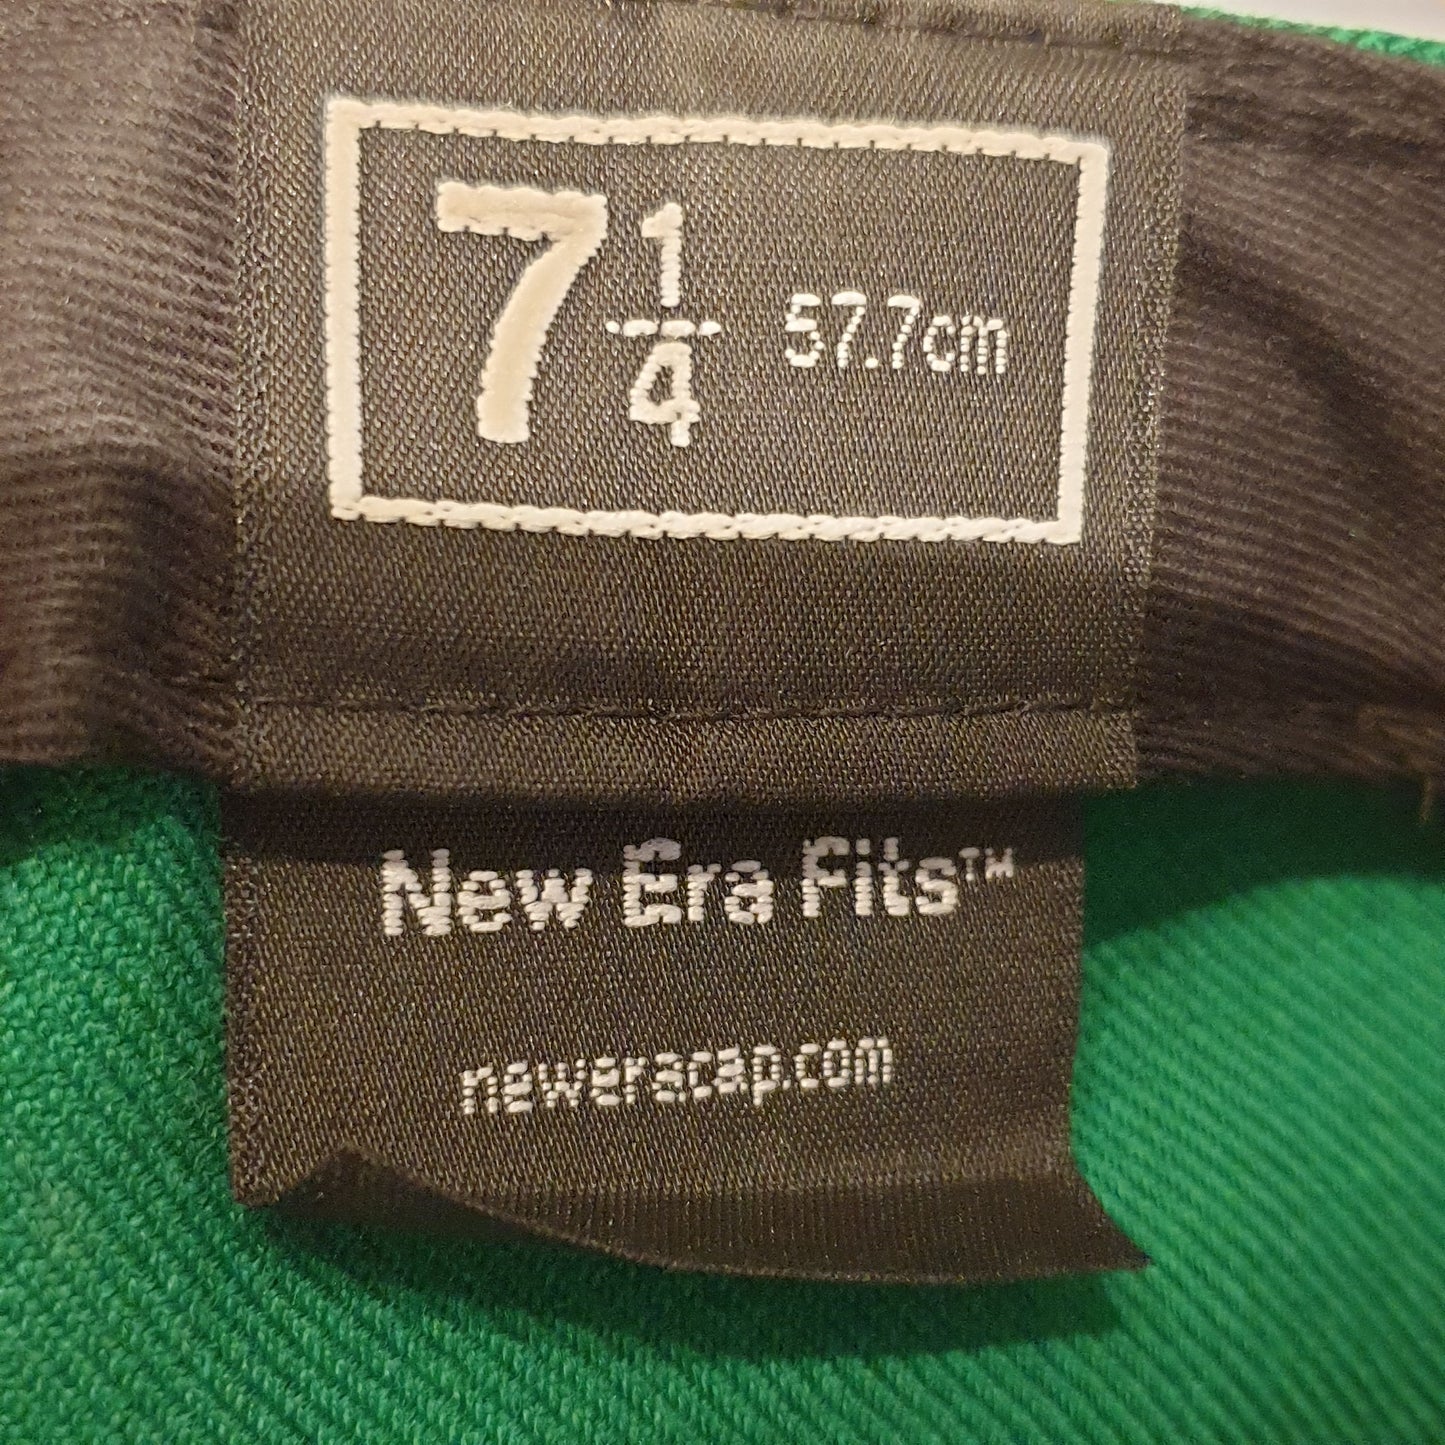 7 1/4 57.7cm
New Era Fits™
neweracap.com